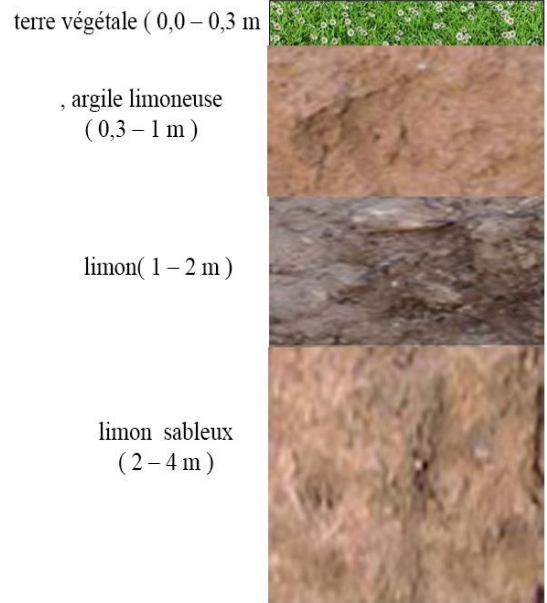 terre végétale ( 0,0 – 0,3 m
, argile limoneuse
( 0,3 – 1 m )
limon( 1 – 2 m )
limon sableux
( 2 – 4 m )